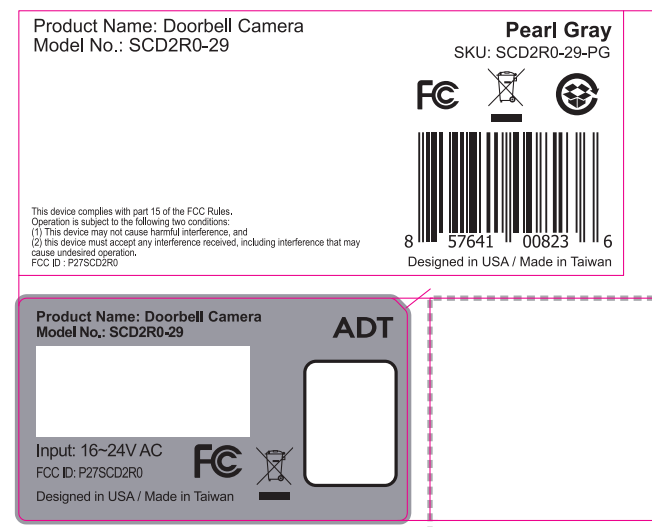 Product Name: Doorbell Camera
Model No.: SCD2R0-29
Pearl Gray
SKU: SCD2R0-29-PG
FC
This device complies with part 15 of the FCC Rules.
Operation is subject to the following two conditions:
(1) This device may not cause harmful interference, and
(2) this device must accept any interference received, including interference that may
cause undesired operation.
FCC ID : P27SCD2R0
8 57641 00823 6
Designed in USA / Made in Taiwan
Product Name: Doorbell Camera
Model No.: SCD2R0-29
ADT
Input: 16~24V AC
FCC ID: P27SCD2R0
FC
Designed in USA / Made in Taiwan